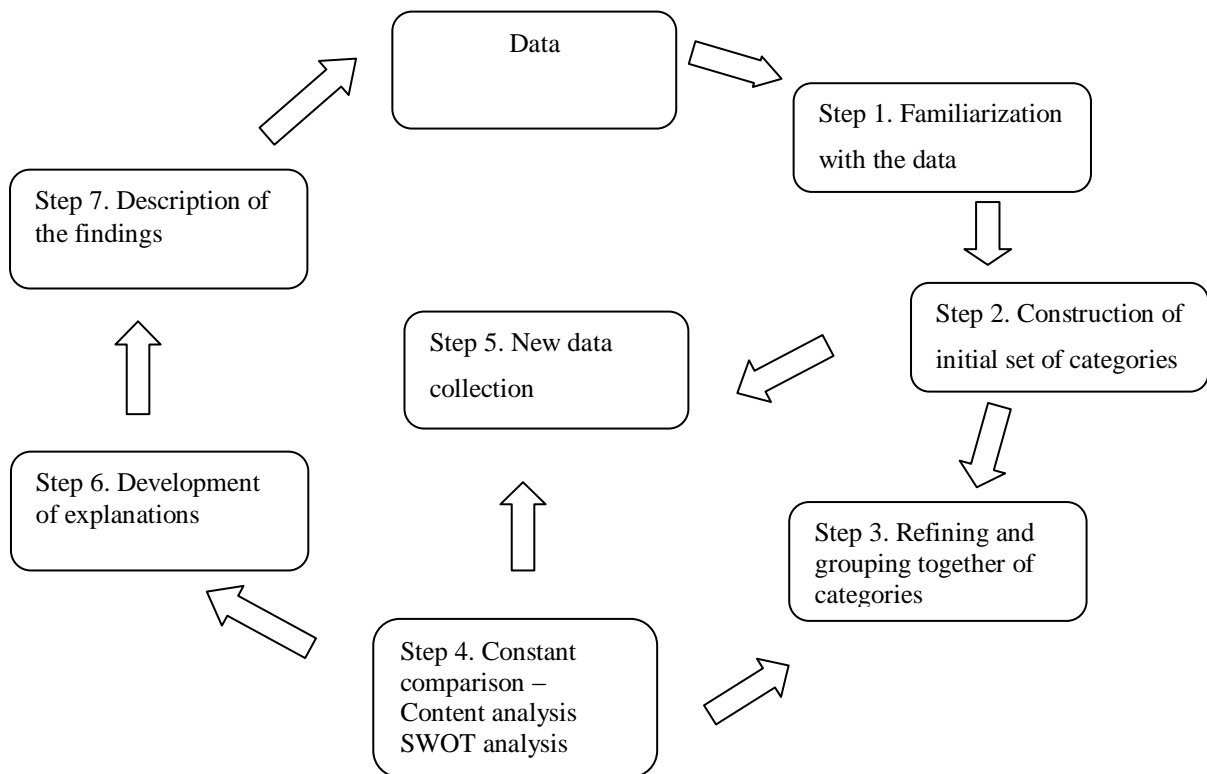 Data
Step 1. Familiarization
with the data
Step 2. Construction of
initial set of categories
Step 3. Refining and
grouping together of
categories
Step 4. Constant
comparison –
Content analysis
SWOT analysis
Step 5. New data
collection
Step 6. Development
of explanations
Step 7. Description of
the findings